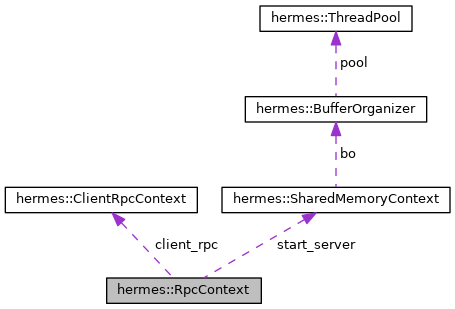 hermes::ThreadPool
pool
hermes::BufferOrganizer
bo
hermes::ClientRpcContext
hermes::SharedMemoryContext
client_rpc
start_server
hermes::RpcContext